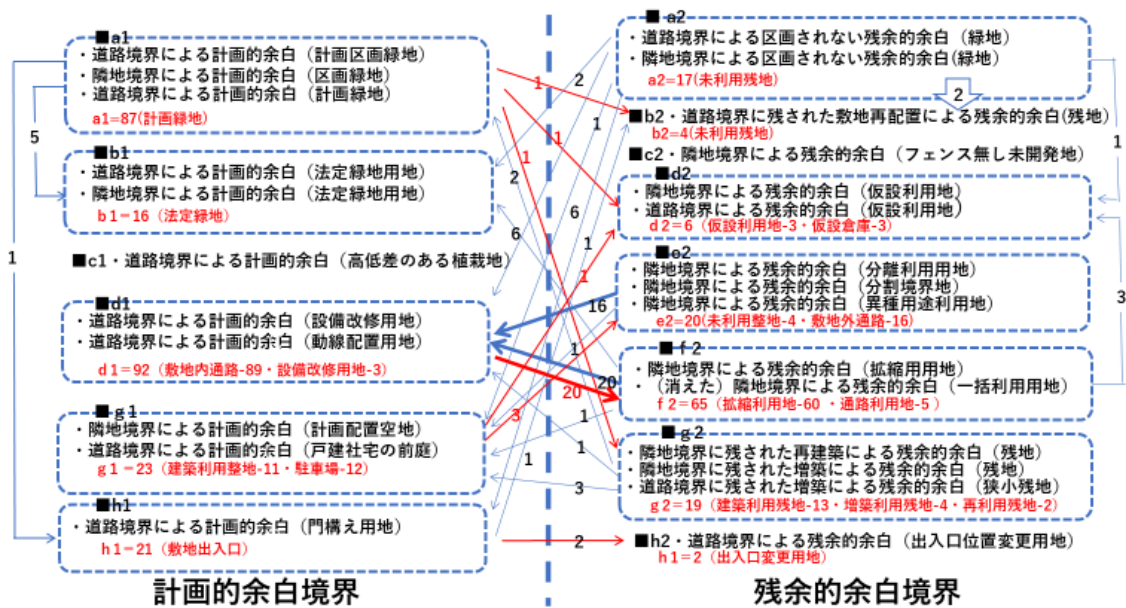 ■a1
・道路境界による計画的余白（計画区画緑地）
・隣地境界による計画的余白（区画緑地）
・道路境界による計画的余白（計画緑地）
a1=87(計画緑地)
5
■b1
・道路境界による計画的余白（法定緑地用地）
・隣地境界による計画的余白（法定緑地用地）
b1＝16（法定緑地）
1
■c1・道路境界による計画的余白（高低差のある植栽地）
■d1
・道路境界による計画的余白（設備改修用地）
・道路境界による計画的余白（動線配置用地）
d1＝92（敷地内通路-89・設備改修用地-3）
■g1
・隣地境界による計画的余白（計画配置空地）
・道路境界による計画的余白（戸建社宅の前庭）
g1＝23（建築利用整地-11・駐車場-12）
■h1
・道路境界による計画的余白（門構え用地）
h1＝21（敷地出入口）
計画的余白境界
1
2
1
1
1
2
6
6
1
1
16
1
20
20
3
1
1
1
3
2
■a2
・道路境界による区画されない残余的余白（緑地）
・隣地境界による区画されない残余的余白(緑地）
a2=17(未利用残地)
2
■b2・道路境界に残された敷地再配置による残余的余白(残地)
b2=4(未利用残地)
■c2・隣地境界による残余的余白（フェンス無し未開発地）
1
■d2
・隣地境界による残余的余白（仮設利用地）
・道路境界による残余的余白（仮設利用地）
d2＝6（仮設利用地-3・仮設倉庫-3）
■e2
・隣地境界による残余的余白（分離利用用地）
・隣地境界による残余的余白（分割境界地）
・隣地境界による残余的余白（異種用途利用地）
e2=20(未利用整地-4・敷地外通路-16)
3
■f2
・隣地境界による残余的余白（拡縮用用地）
・（消えた）隣地境界による残余的余白（一括利用用地）
f2＝65（拡縮利用地-60 ・通路利用地-5 ）
■g2
・隣地境界に残された再建築による残余的余白（残地）
・隣地境界に残された増築による残余的余白（残地）
・道路境界に残された増築による残余的余白（狭小残地）
g2＝19（建築利用残地-13・増築利用残地-4・再利用残地-2）
■h2・道路境界による残余的余白（出入口位置変更用地）
h1＝2（出入口変更用地）
残余的余白境界